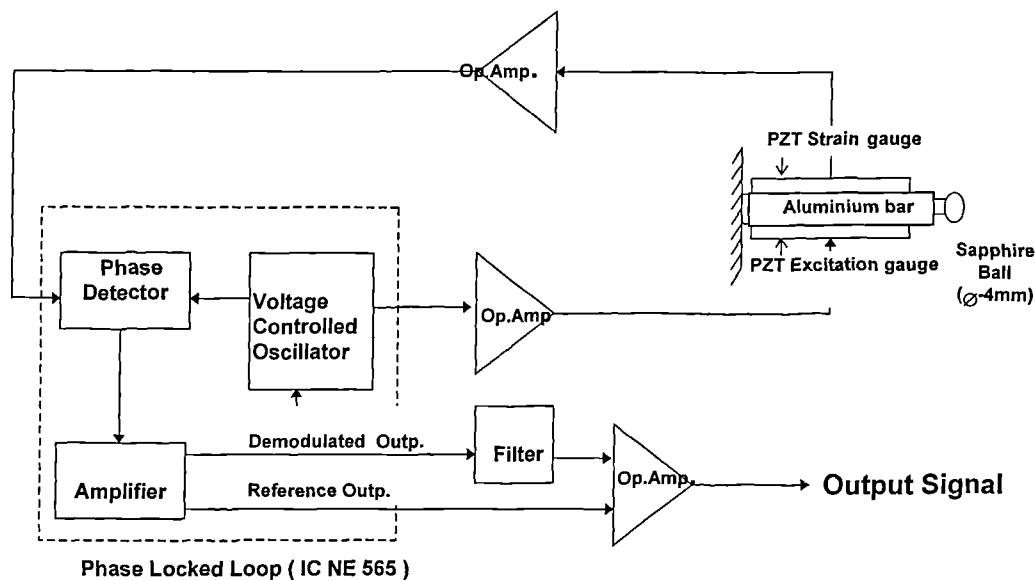 Op.Amp.
PZT Strain gauge
Aluminium bar
PZT Excitation gauge
Sapphire
Ball
(Ø-4mm)
Phase
Detector
Voltage
Controlled
Oscillator
Op.Amp
Demodulated Outp.
Filter
Amplifier
Reference Outp.
Op.Amp.
Output Signal
Phase Locked Loop ( IC NE 565 )